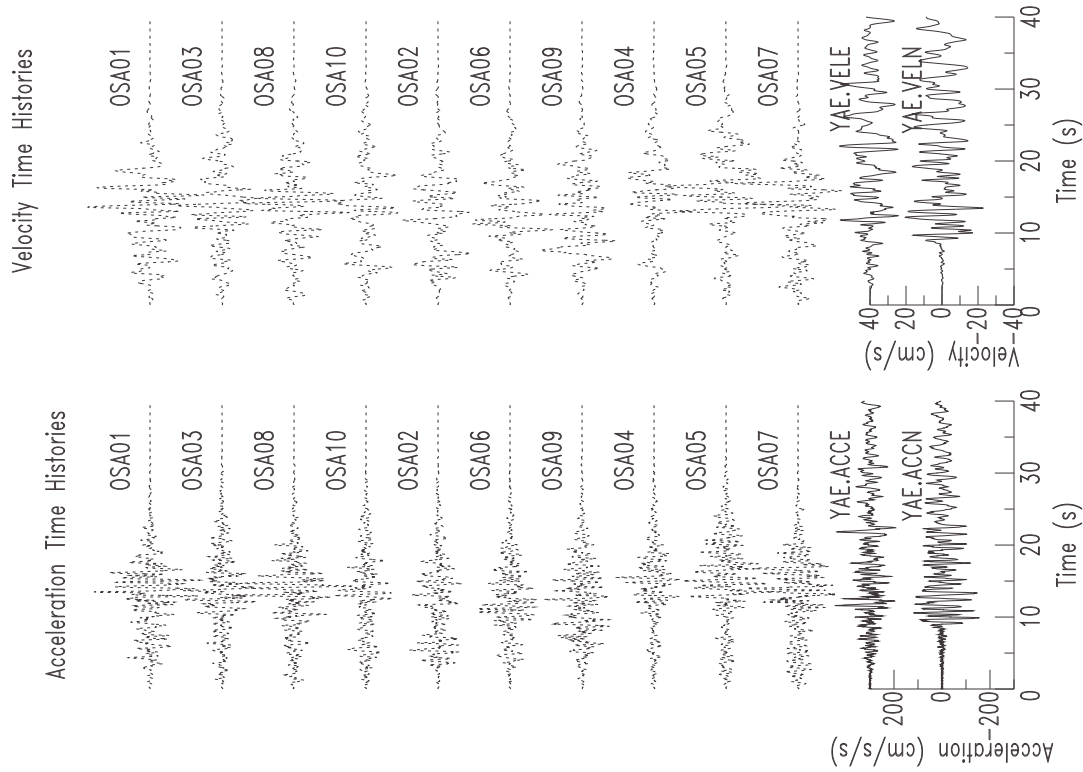 Acceleration Time Histories
OSA01
OSA03
OSA08
OSA10
OSA02
OSA06
OSA09
OSA04
OSA05
OSA07
YAE.ACCE
YAE.ACCN
200
0
-200
Acceleration (cm/s/s)
0
10
20
30
40
Time (s)
Velocity Time Histories
OSA01
OSA03
OSA08
OSA10
OSA02
OSA06
OSA09
OSA04
OSA05
OSA07
YAE.VELE
YAE.VELN
40
20
0
-20
-40
Velocity (cm/s)
0
10
20
30
40
Time (s)